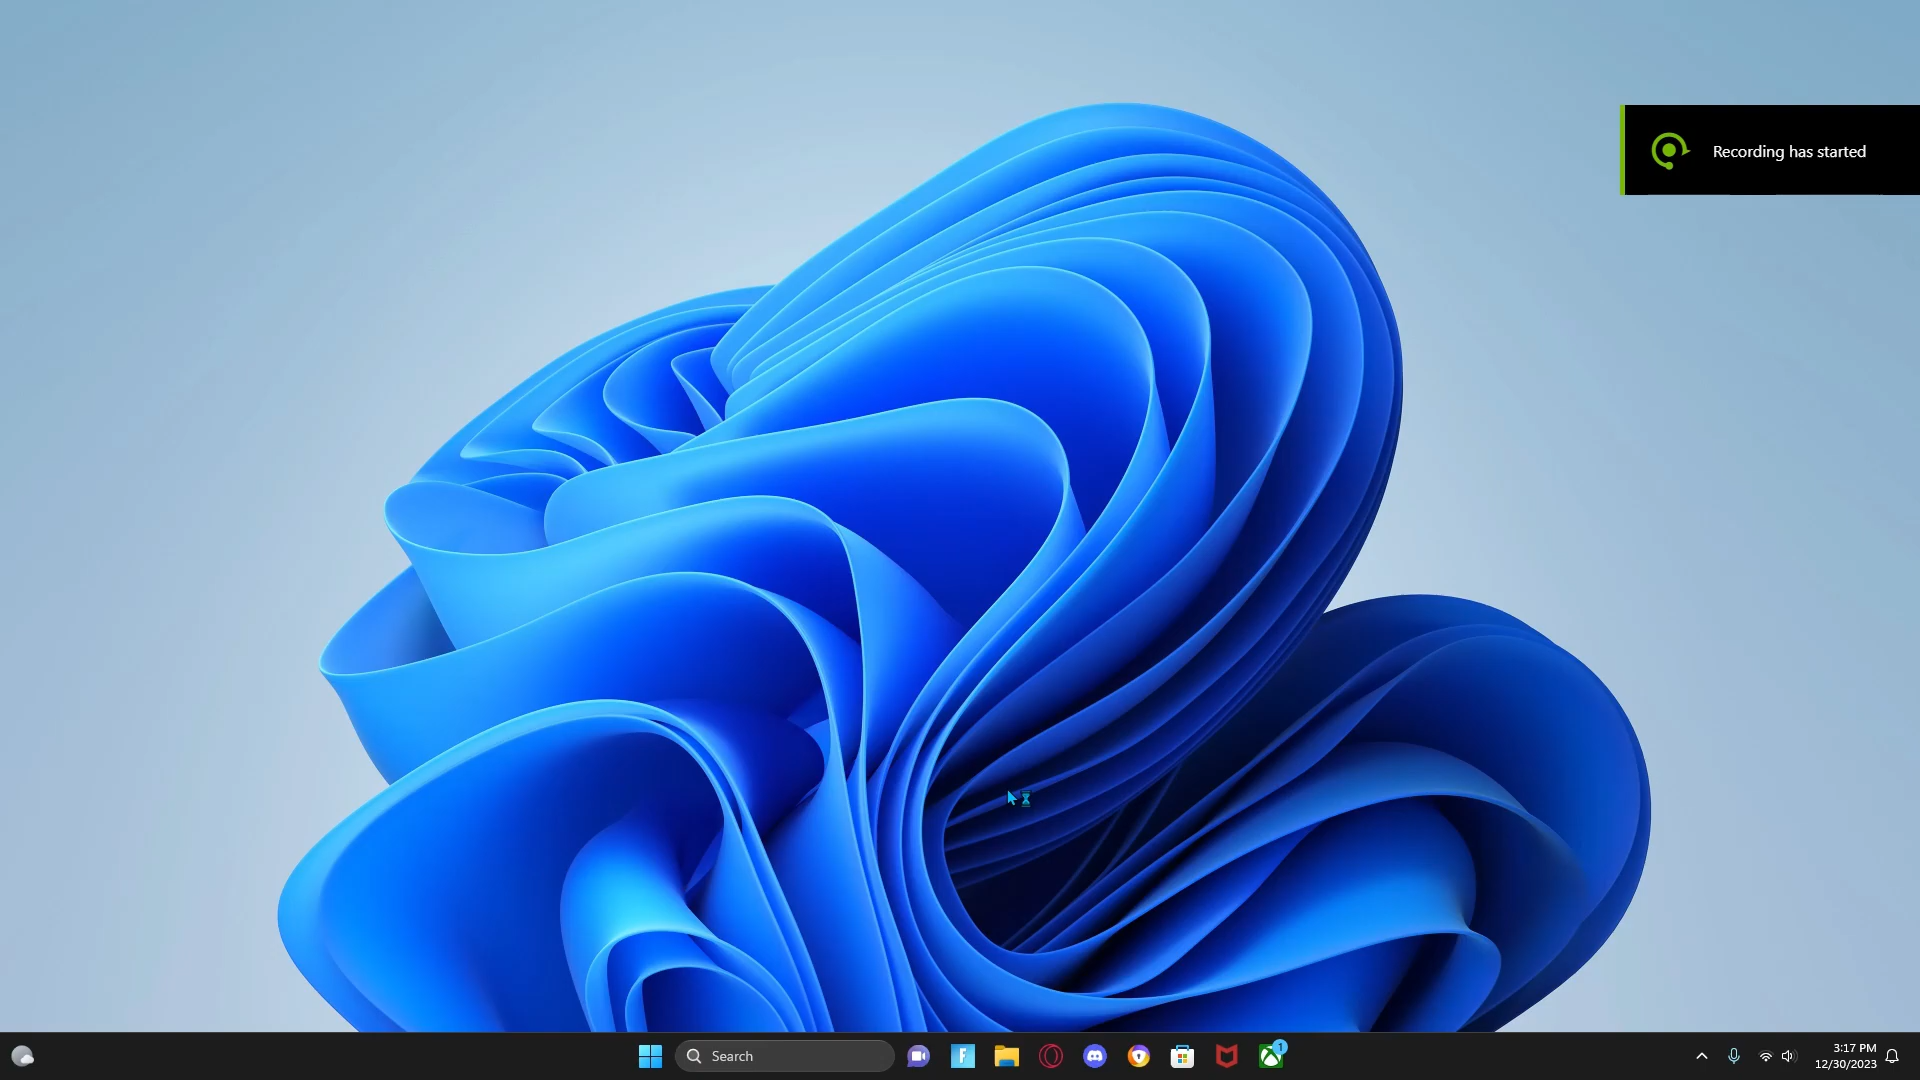 Recording has started
Search
F
1
3:17 PM
12/30/2023